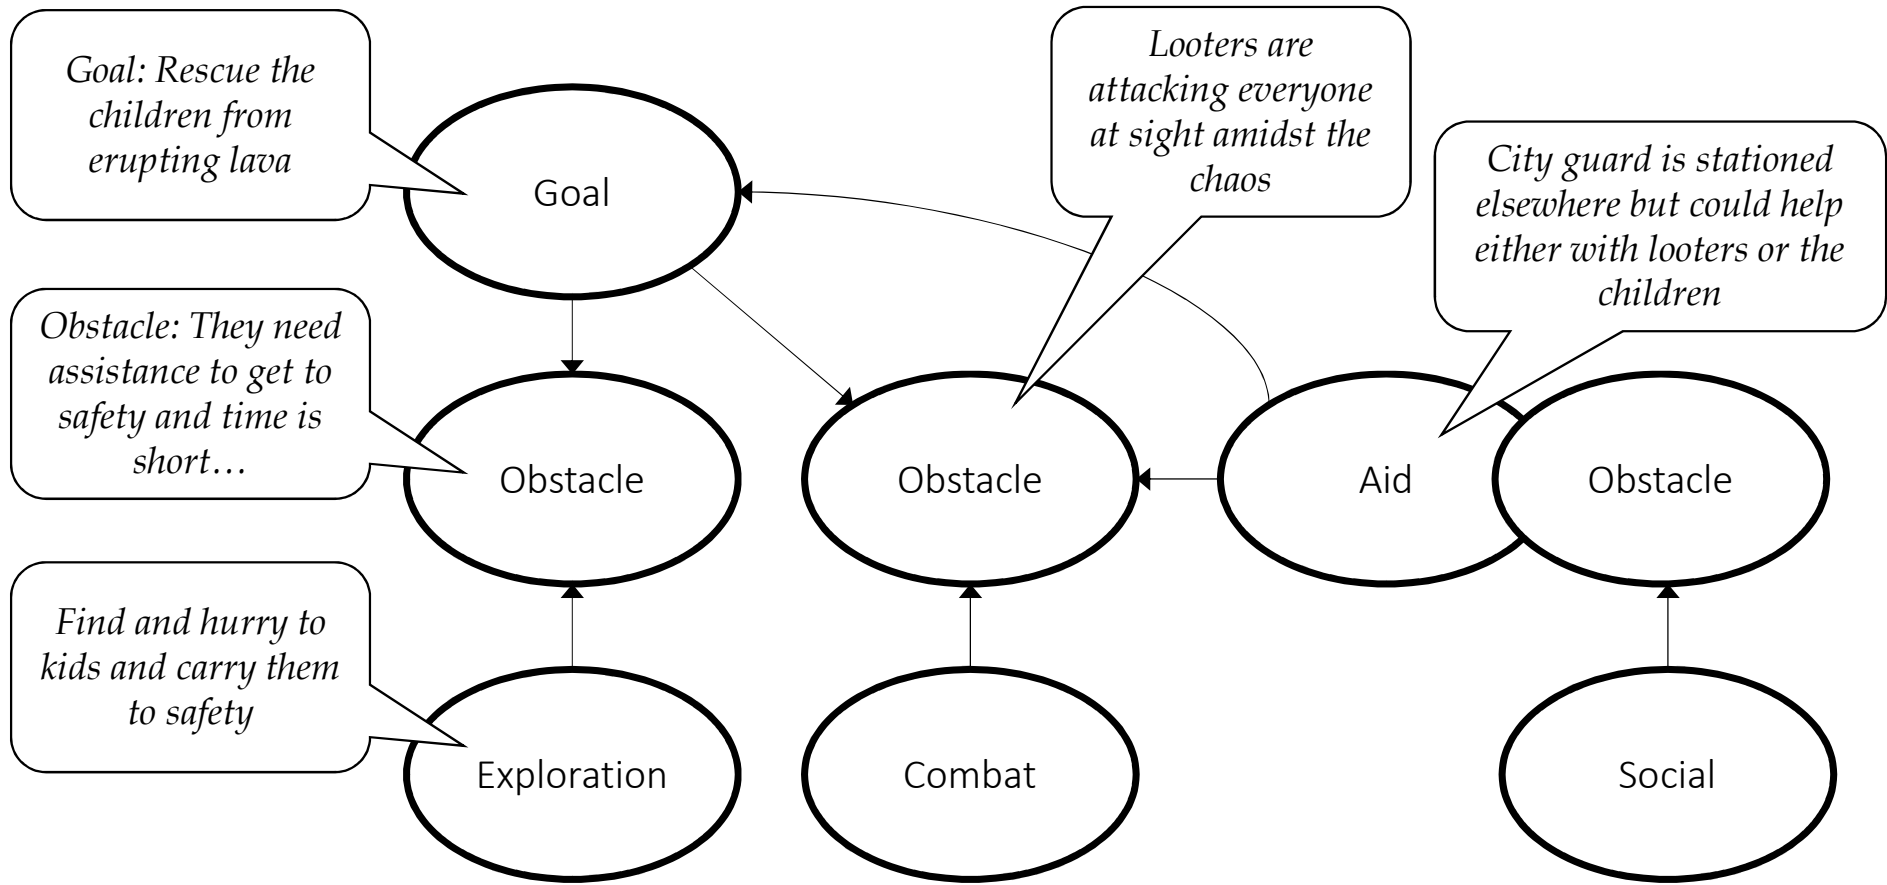 Goal: Rescue the
children from
erupting lava
Goal
Looters are
attacking everyone
at sight amidst the
chaos
City guard is stationed
elsewhere but could help
either with looters or the
children
Obstacle: They need
assistance to get to
safety and time is
short…
Obstacle
Obstacle
Aid
Obstacle
Find and hurry to
kids and carry them
to safety
Exploration
Combat
Social